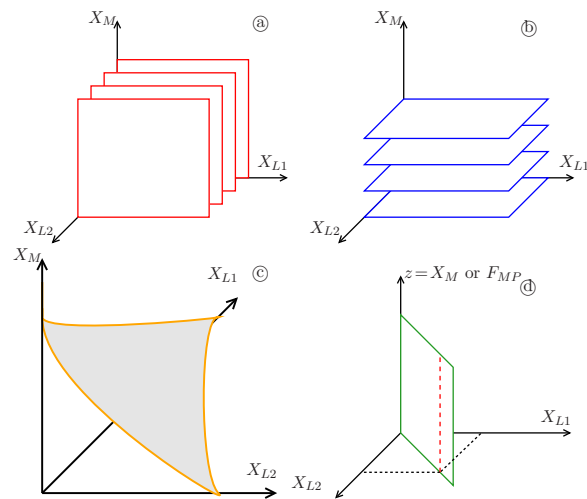 X_M
ⓐ
X_{L1}
X_{L2}
X_M
ⓑ
X_{L1}
X_{L2}
X_M
X_{L1}
ⓒ
X_{L2}
z = X_M or F_{MP}
ⓓ
X_{L1}
X_{L2}